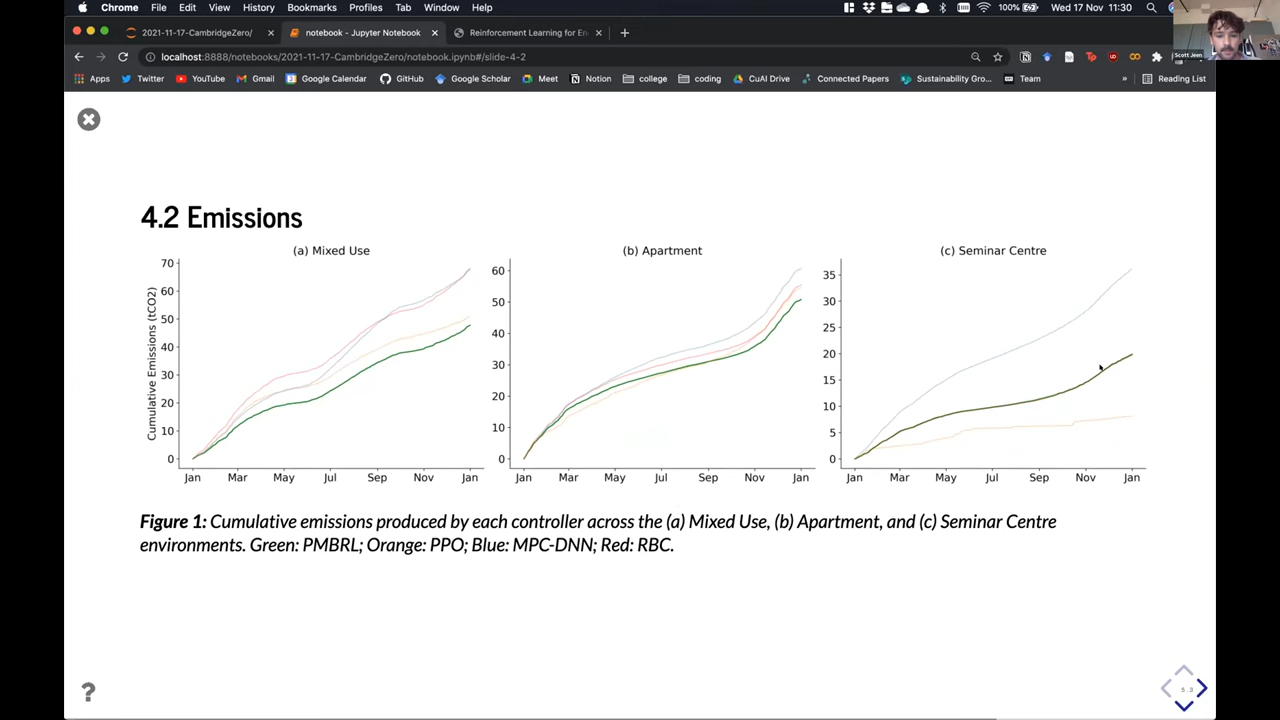 Chrome File Edit View History Bookmarks Profiles Tab Window Help 100% Wed 17 Nov 11:30
2021-11-17-CambridgeZero/ notebook - Jupyter Notebook Reinforcement Learning for En
localhost:8888/notebooks/2021-11-17-CambridgeZero/notebook.ipynb#/slide-4-2
Scott Jeen
Apps Twitter YouTube Gmail Google Calendar GitHub Google Scholar Meet Notion college coding CuAI Drive Connected Papers Sustainability Gro... Team » Reading List
4.2 Emissions
(a) Mixed Use
Cumulative Emissions (tCO2)
70
60
50
40
30
20
10
0
Jan Mar May Jul Sep Nov Jan
(b) Apartment
60
50
40
30
20
10
0
Jan Mar May Jul Sep Nov Jan
(c) Seminar Centre
35
30
25
20
15
10
5
0
Jan Mar May Jul Sep Nov Jan
Figure 1: Cumulative emissions produced by each controller across the (a) Mixed Use, (b) Apartment, and (c) Seminar Centre
environments. Green: PMBRL; Orange: PPO; Blue: MPC-DNN; Red: RBC.
?
5.3